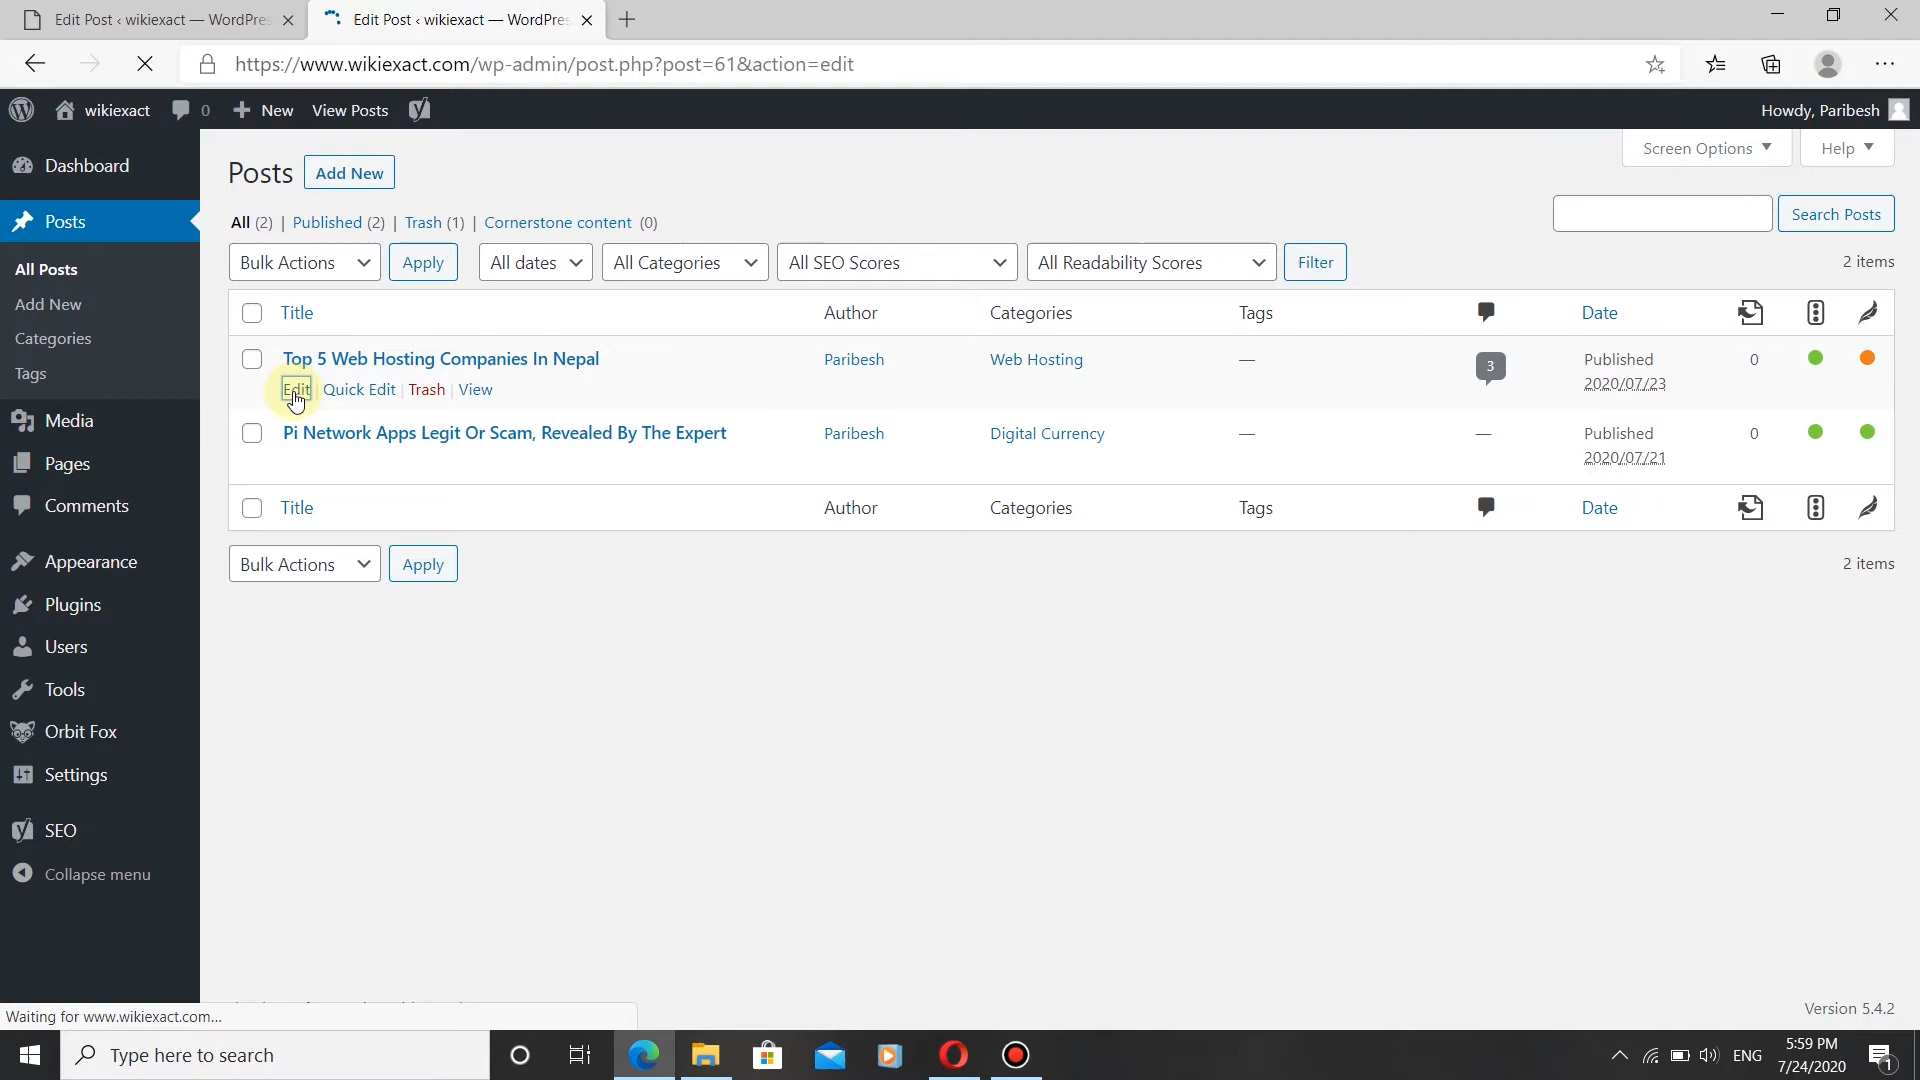 Edit Post ‹ wikiexact — WordPres
Edit Post ‹ wikiexact — WordPres
https://www.wikiexact.com/wp-admin/post.php?post=61&action=edit
wikiexact 0 New View Posts Howdy, Paribesh
Dashboard
Posts
All Posts
Add New
Categories
Tags
Media
Pages
Comments
Appearance
Plugins
Users
Tools
Orbit Fox
Settings
SEO
Collapse menu
Screen Options Help
Posts Add New
All (2) | Published (2) | Trash (1) | Cornerstone content (0)
Search Posts
Bulk Actions Apply All dates All Categories All SEO Scores All Readability Scores Filter 2 items
Title Author Categories Tags Date
Top 5 Web Hosting Companies In Nepal Paribesh Web Hosting — 3 Published 0
2020/07/23
Edit | Quick Edit | Trash | View
Pi Network Apps Legit Or Scam, Revealed By The Expert Paribesh Digital Currency — — Published 0
2020/07/21
Title Author Categories Tags Date
Bulk Actions Apply 2 items
Version 5.4.2
Waiting for www.wikiexact.com...
Type here to search
ENG
5:59 PM
7/24/2020
1